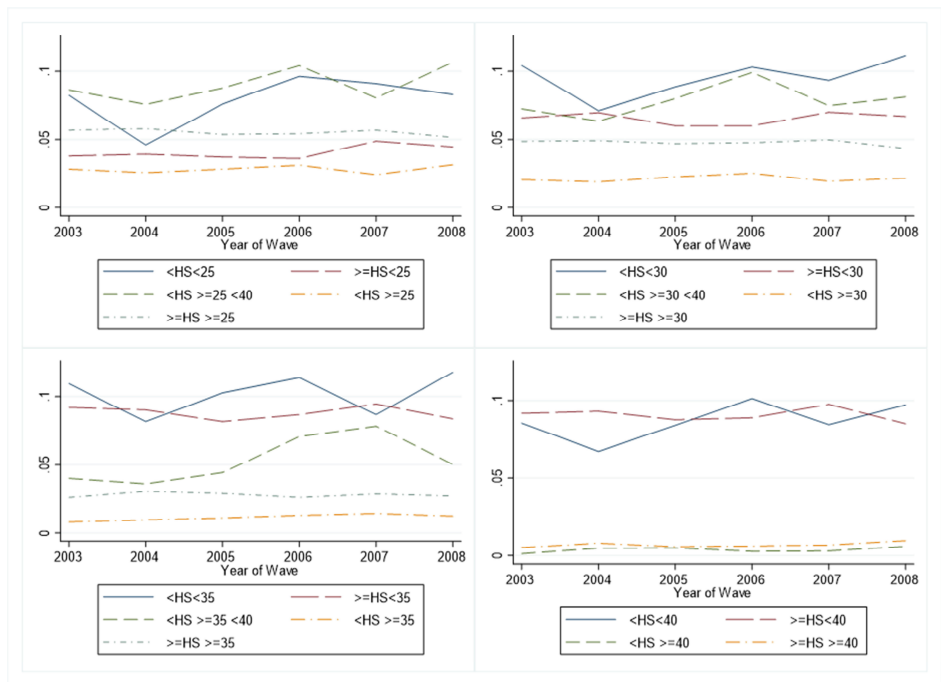 .1
.05
0
2003 2004 2005 2006 2007 2008
Year of Wave
<HS<25 >=HS<25
<HS >=25 <40 <HS >=25
>=HS >=25
.1
.05
0
2003 2004 2005 2006 2007 2008
Year of Wave
<HS<30 >=HS<30
<HS >=30 <40 <HS >=30
>=HS >=30
.1
.05
0
2003 2004 2005 2006 2007 2008
Year of Wave
<HS<35 >=HS<35
<HS >=35 <40 <HS >=35
>=HS >=35
.1
.05
0
2003 2004 2005 2006 2007 2008
Year of Wave
<HS<40 >=HS<40
<HS >=40 >=HS >=40